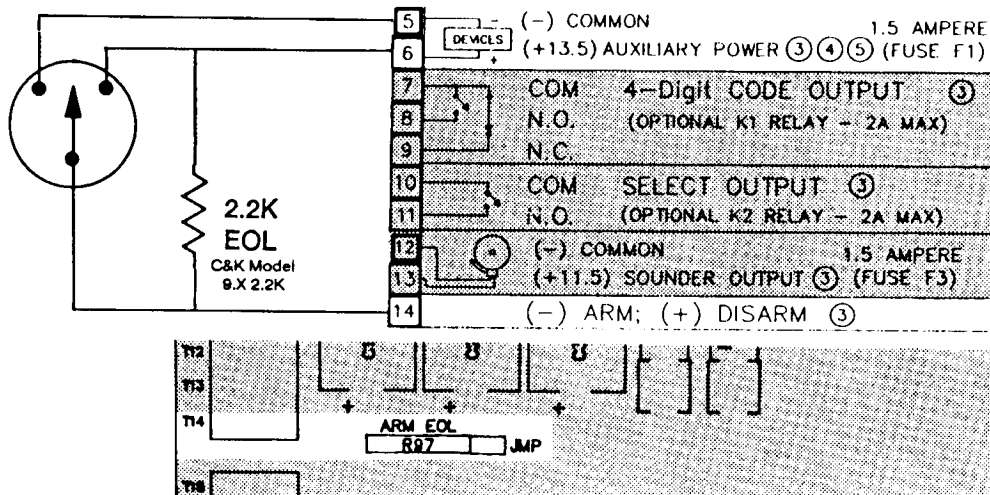 5 - (-) COMMON 1.5 AMPERE
DEVICES
6 + (+13.5) AUXILIARY POWER ③ ④ ⑤ (FUSE F1)
7 COM 4-Digit CODE OUTPUT ③
8 N.O. (OPTIONAL K1 RELAY - 2A MAX)
9 N.C.
10 COM SELECT OUTPUT ③
11 N.O. (OPTIONAL K2 RELAY - 2A MAX)
12 (-) COMMON 1.5 AMPERE
13 (+11.5) SOUNDER OUTPUT ③ (FUSE F3)
14 (-) ARM; (+) DISARM ③
2.2K
EOL
C&K Model
9.X 2.2K
T12
T13
+ + +
T14
ARM EOL
R97 JMP